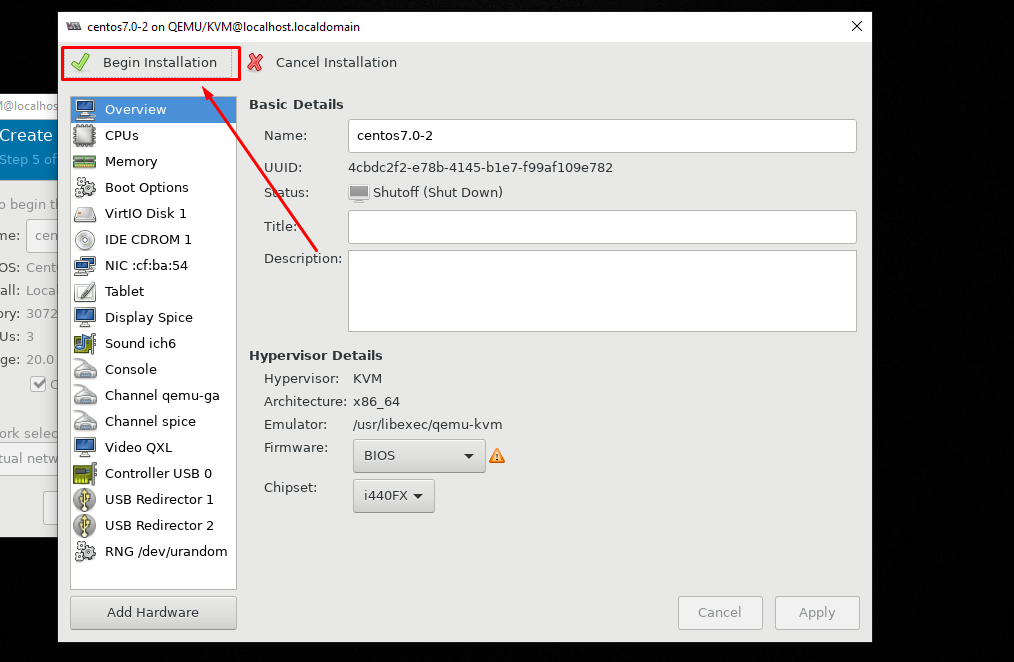 centos7.0-2 on QEMU/KVM@localhost.localdomain
Begin Installation
Cancel Installation
M@localhos
Create
Step 5 of
o begin th
me: cen
OS: Cent
all: Loca
ory: 3072
Us: 3
ge: 20.0
C
ork selec
tual netw
Overview
CPUs
Memory
Boot Options
VirtIO Disk 1
IDE CDROM 1
NIC :cf:ba:54
Tablet
Display Spice
Sound ich6
Console
Channel qemu-ga
Channel spice
Video QXL
Controller USB 0
USB Redirector 1
USB Redirector 2
RNG /dev/urandom
Add Hardware
Basic Details
Name: centos7.0-2
UUID: 4cbdc2f2-e78b-4145-b1e7-f99af109e782
Status: Shutoff (Shut Down)
Title:
Description:
Hypervisor Details
Hypervisor: KVM
Architecture: x86_64
Emulator: /usr/libexec/qemu-kvm
Firmware: BIOS
Chipset: i440FX
Cancel
Apply